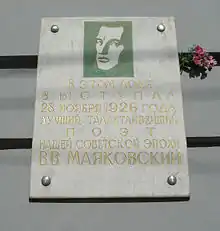 В ЭТОМ ДОМЕ
ВЫСТУПАЛ
28 НОЯБРЯ 1926 ГОДА
ЛУЧШИЙ, ТАЛАНТЛИВЕЙШИЙ
ПОЭТ
НАШЕЙ СОВЕТСКОЙ ЭПОХИ
В.В. МАЯКОВСКИЙ